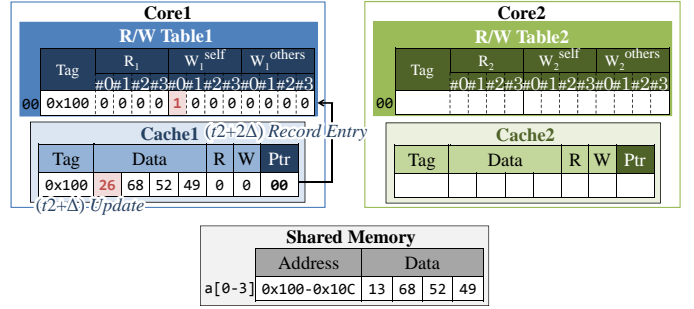 Core1
R/W Table1
Tag R₁ W₁ˢᵉˡᶠ W₁ᵒᵗʰᵉʳˢ
#0 #1 #2 #3 #0 #1 #2 #3 #0 #1 #2 #3
00 0x100 0 0 0 0 1 0 0 0 0 0 0 0
Cache1 (t2+2Δ) Record Entry
Tag Data R W Ptr
0x100 26 68 52 49 0 0 00
(t2+Δ) Update
Core2
R/W Table2
Tag R₂ W₂ˢᵉˡᶠ W₂ᵒᵗʰᵉʳˢ
#0 #1 #2 #3 #0 #1 #2 #3 #0 #1 #2 #3
00
Cache2
Tag Data R W Ptr
Shared Memory
Address Data
a[0-3] 0x100-0x10C 13 68 52 49